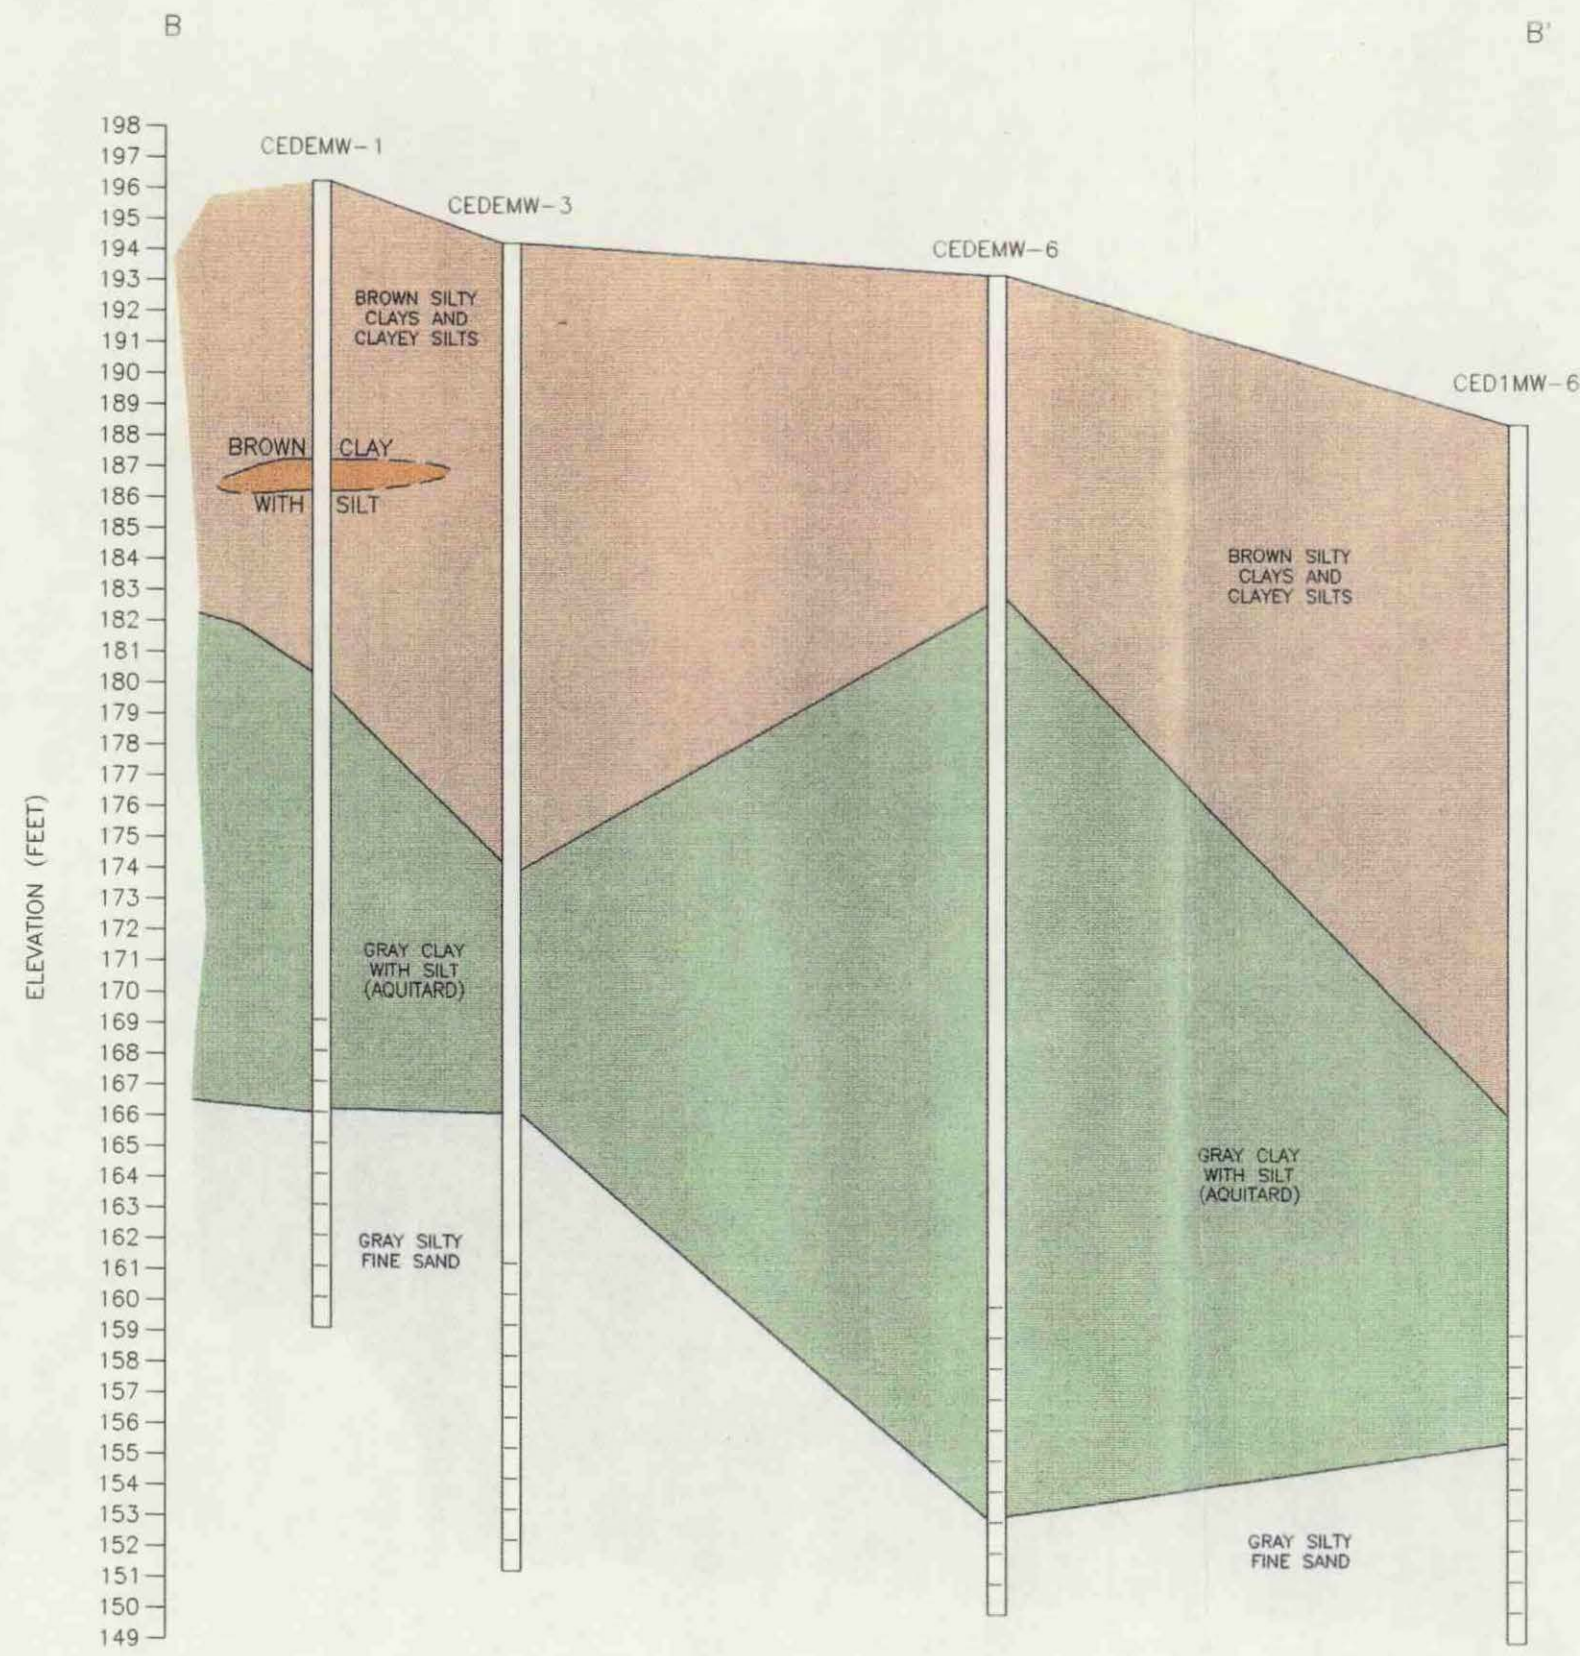 B
B'
CEDEMW-1
CEDEMW-3
CEDEMW-6
CED1MW-6
ELEVATION (FEET)
198
197
196
195
194
193
192
191
190
189
188
187
186
185
184
183
182
181
180
179
178
177
176
175
174
173
172
171
170
169
168
167
166
165
164
163
162
161
160
159
158
157
156
155
154
153
152
151
150
149
BROWN SILTY
CLAYS AND
CLAYEY SILTS
BROWN CLAY
WITH SILT
BROWN SILTY
CLAYS AND
CLAYEY SILTS
GRAY CLAY
WITH SILT
(AQUITARD)
GRAY CLAY
WITH SILT
(AQUITARD)
GRAY SILTY
FINE SAND
GRAY SILTY
FINE SAND